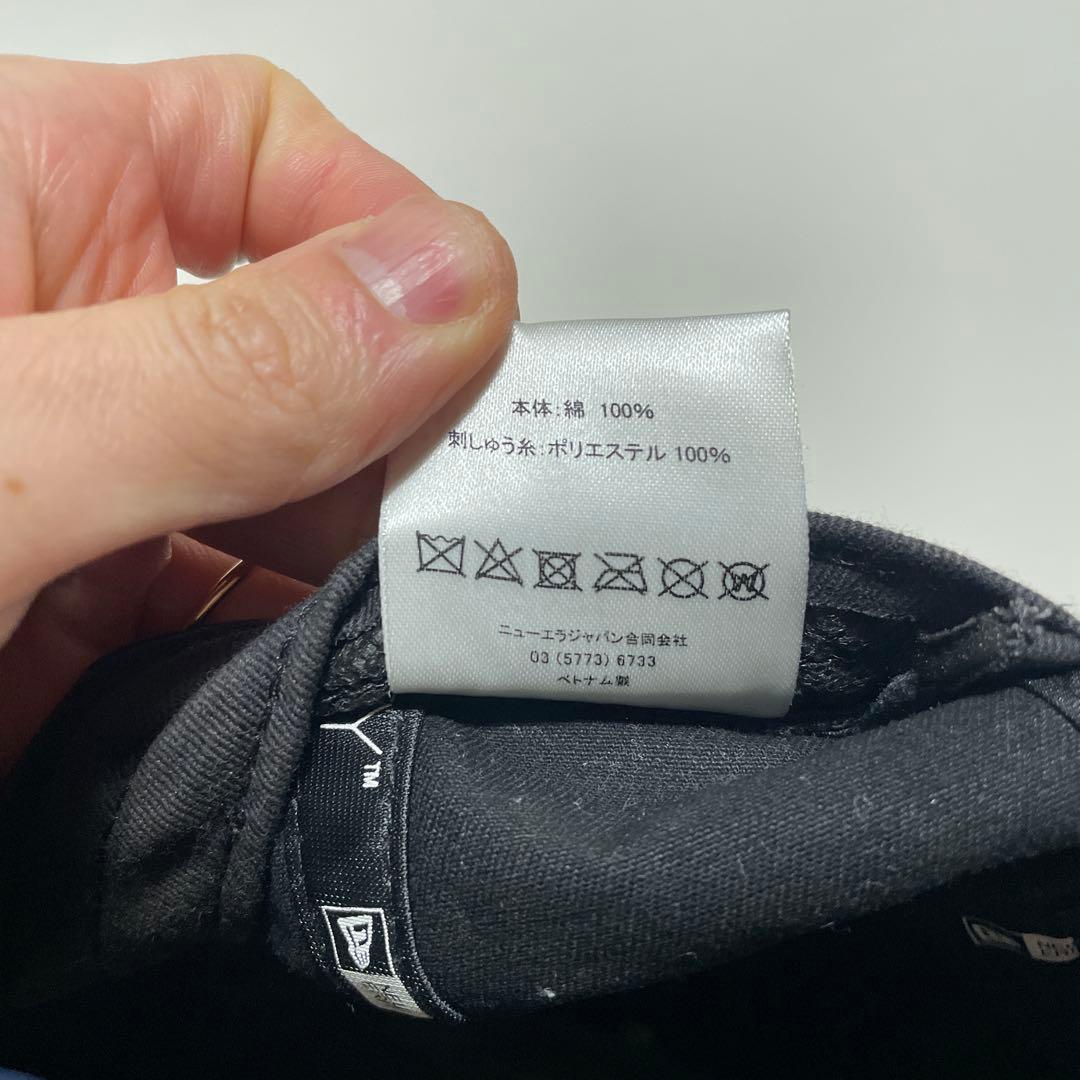 本体:綿 100%
刺しゅう糸:ポリエステル 100%
W
ニューエラジャパン合同会社
03 (5773) 6733
ベトナム製
Y™